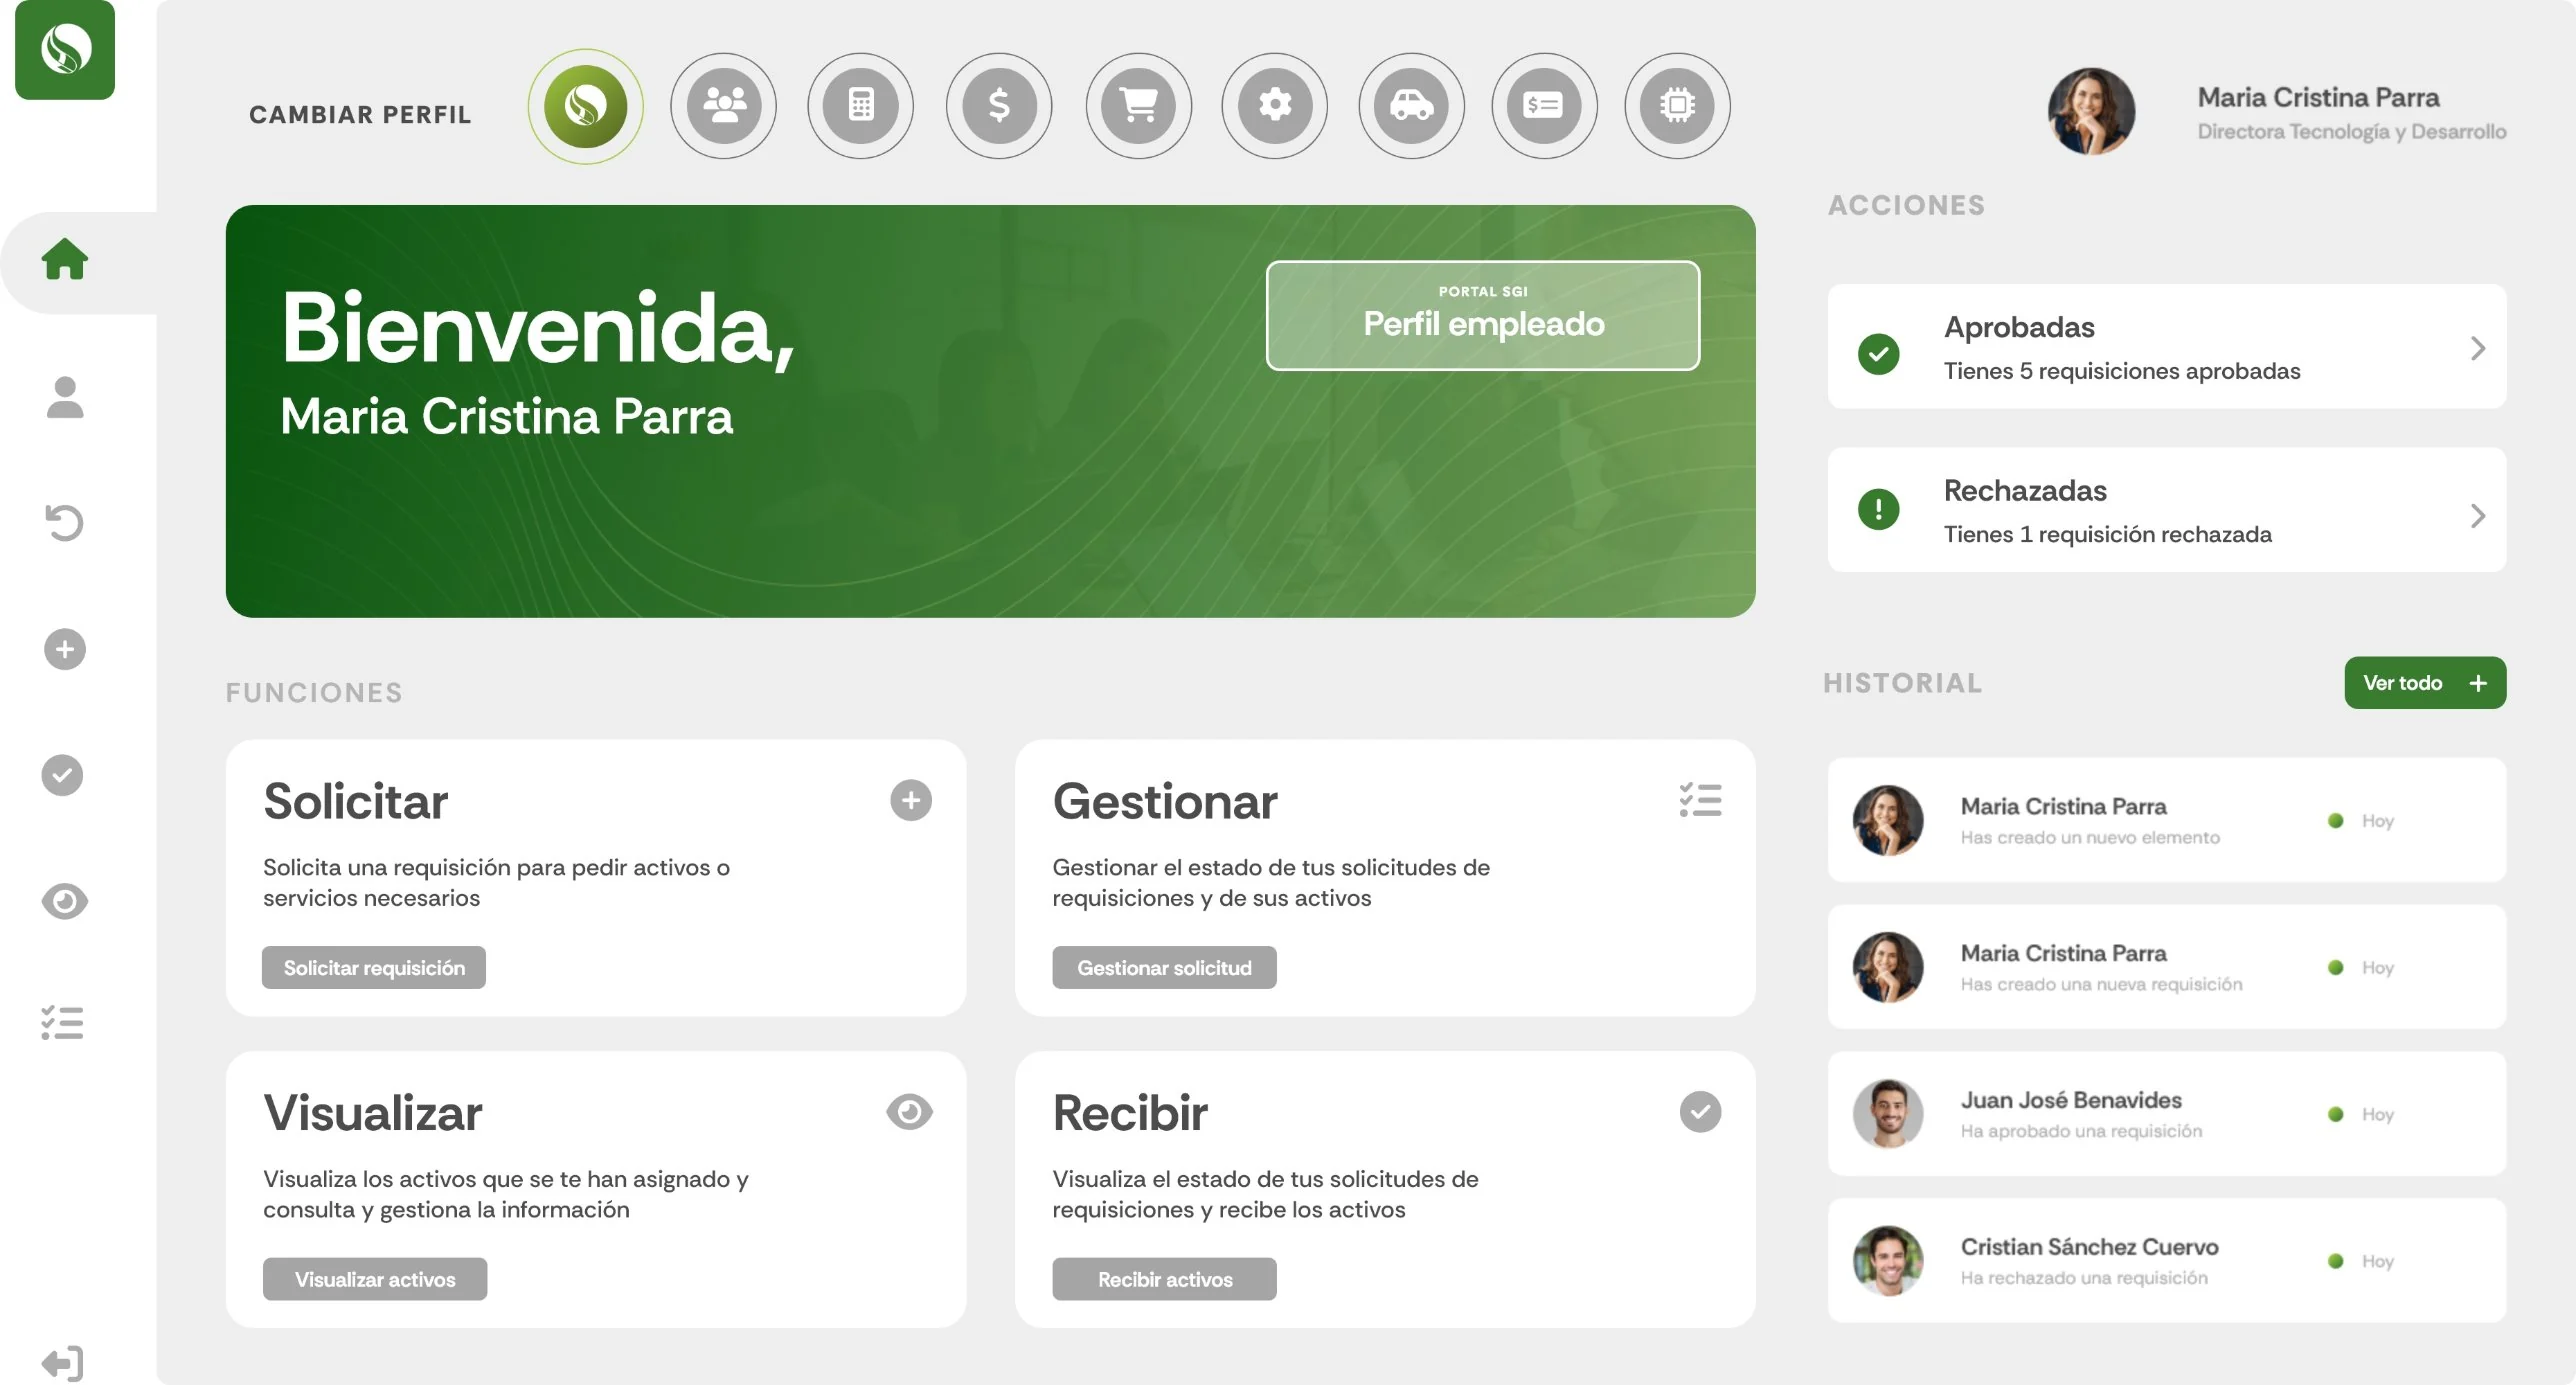 CAMBIAR PERFIL
Maria Cristina Parra
Directora Tecnología y Desarrollo
Bienvenida,
Maria Cristina Parra
PORTAL SGI
Perfil empleado
ACCIONES
Aprobadas
Tienes 5 requisiciones aprobadas
Rechazadas
Tienes 1 requisición rechazada
FUNCIONES
Solicitar
Solicita una requisición para pedir activos o
servicios necesarios
Solicitar requisición
Gestionar
Gestionar el estado de tus solicitudes de
requisiciones y de sus activos
Gestionar solicitud
Visualizar
Visualiza los activos que se te han asignado y
consulta y gestiona la información
Visualizar activos
Recibir
Visualiza el estado de tus solicitudes de
requisiciones y recibe los activos
Recibir activos
HISTORIAL
Ver todo
Maria Cristina Parra
Has creado un nuevo elemento
Hoy
Maria Cristina Parra
Has creado una nueva requisición
Hoy
Juan José Benavides
Ha aprobado una requisición
Hoy
Cristian Sánchez Cuervo
Ha rechazado una requisición
Hoy